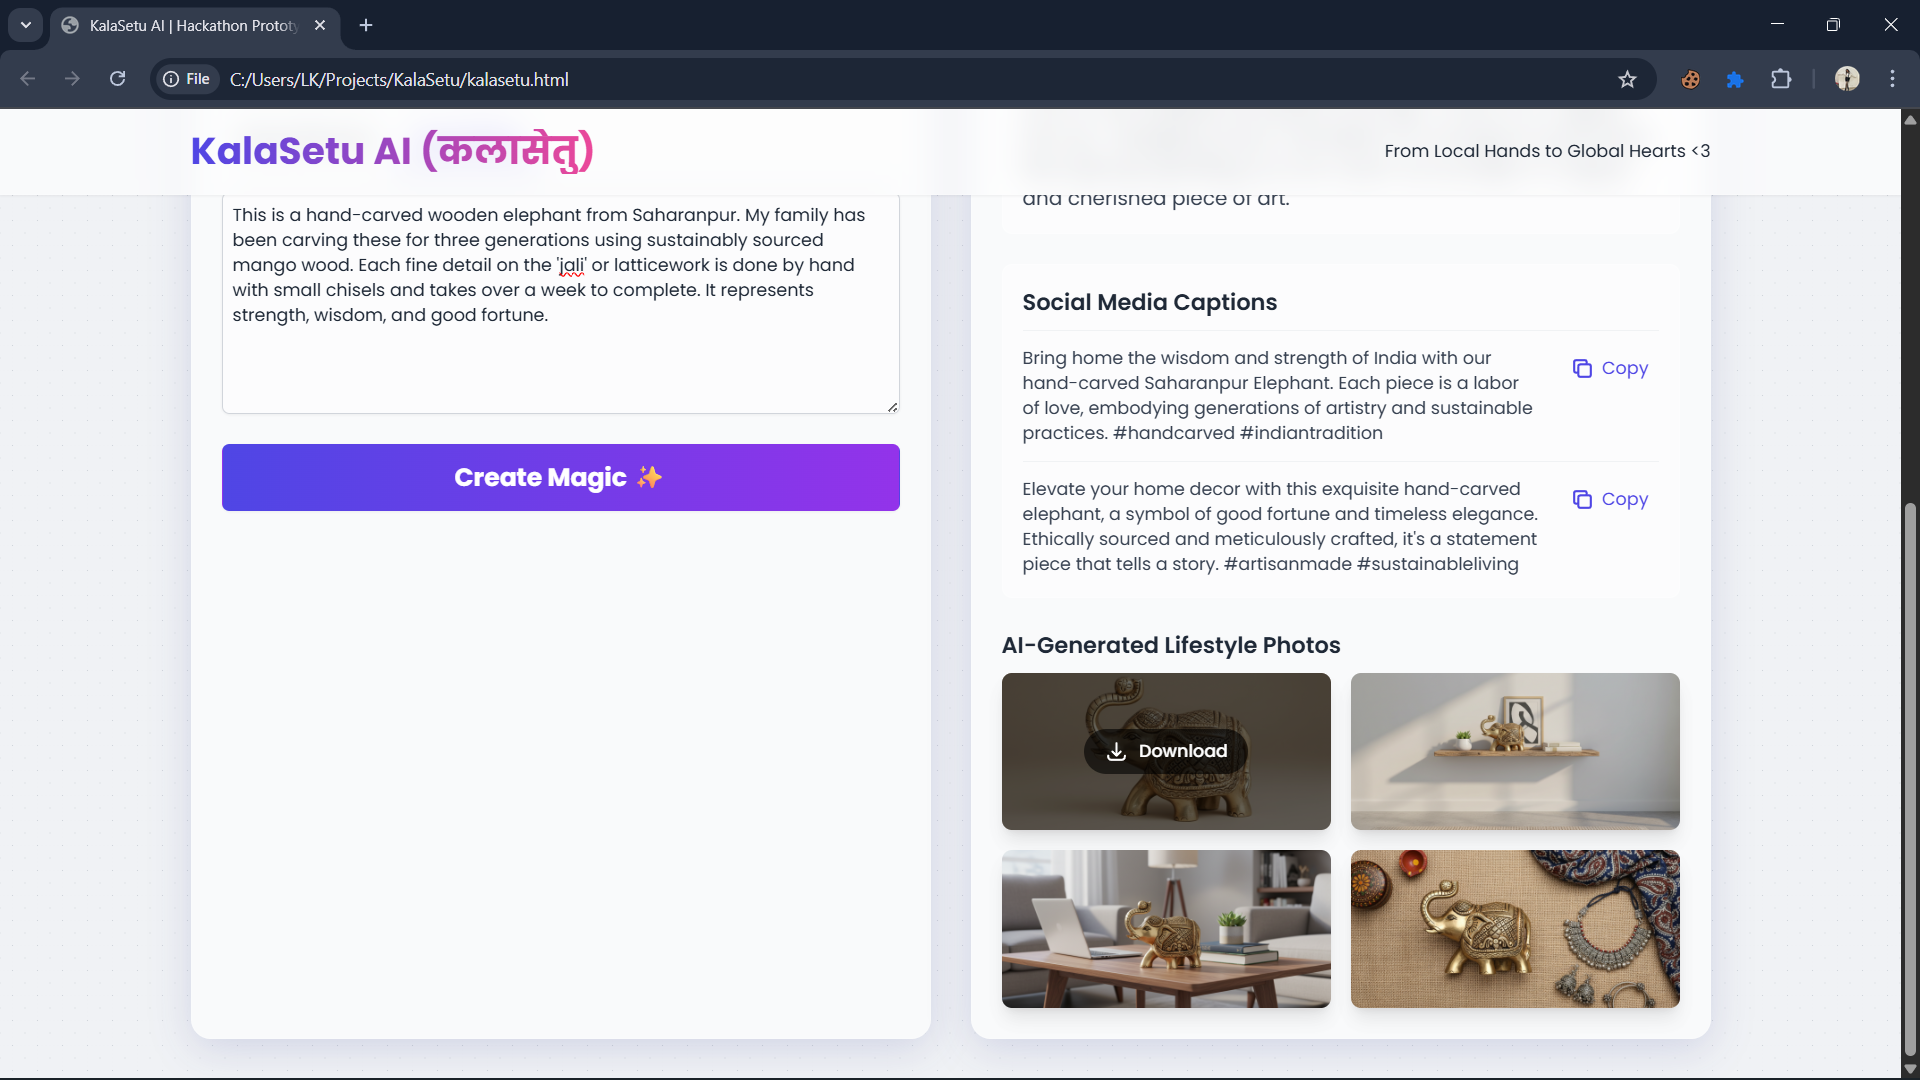 KalaSetu AI | Hackathon Prototy
File
C:/Users/LK/Projects/KalaSetu/kalasetu.html
KalaSetu AI (कलासेतु)
From Local Hands to Global Hearts <3
This is a hand-carved wooden elephant from Saharanpur. My family has
been carving these for three generations using sustainably sourced
mango wood. Each fine detail on the 'jali' or latticework is done by hand
with small chisels and takes over a week to complete. It represents
strength, wisdom, and good fortune.
Create Magic ✨
and cherished piece of art.
Social Media Captions
Bring home the wisdom and strength of India with our
hand-carved Saharanpur Elephant. Each piece is a labor
of love, embodying generations of artistry and sustainable
practices. #handcarved #indiantradition
Copy
Elevate your home decor with this exquisite hand-carved
elephant, a symbol of good fortune and timeless elegance.
Ethically sourced and meticulously crafted, it's a statement
piece that tells a story. #artisanmade #sustainableliving
Copy
AI-Generated Lifestyle Photos
Download